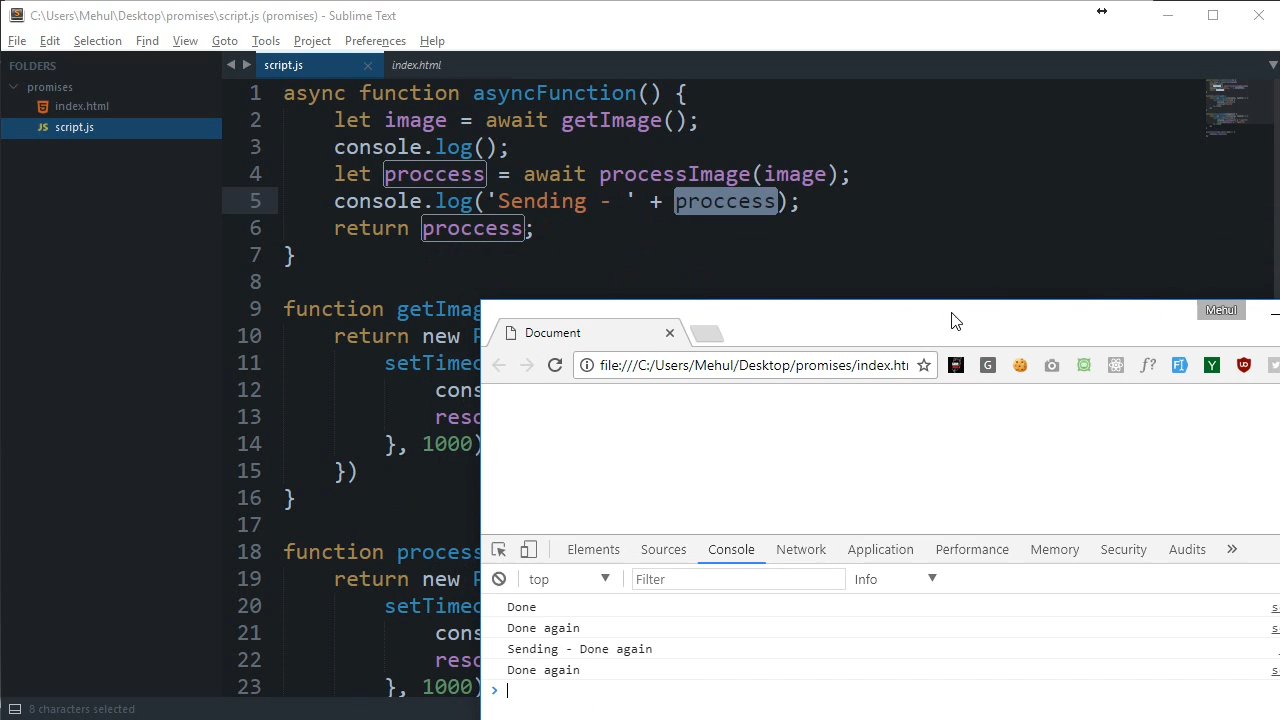 C:\Users\Mehul\Desktop\promises\script.js (promises) - Sublime Text
File Edit Selection Find View Goto Tools Project Preferences Help
FOLDERS
promises
index.html
JS script.js
script.js index.html
1 async function asyncFunction() {
2 let image = await getImage();
3 console.log();
4 let proccess = await processImage(image);
5 console.log('Sending - ' + proccess);
6 return proccess;
7 }
8
9 function getImag
10 return new P
11 setTimeo
12 cons
13 reso
14 }, 1000)
15 })
16 }
17
18 function process
19 return new P
20 setTimeo
21 cons
22 reso
23 }, 1000)
8 characters selected
Mehul
Document
file:///C:/Users/Mehul/Desktop/promises/index.ht
G f? FI Y
Elements Sources Console Network Application Performance Memory Security Audits »
top Filter Info
Done
Done again
Sending - Done again
Done again
>